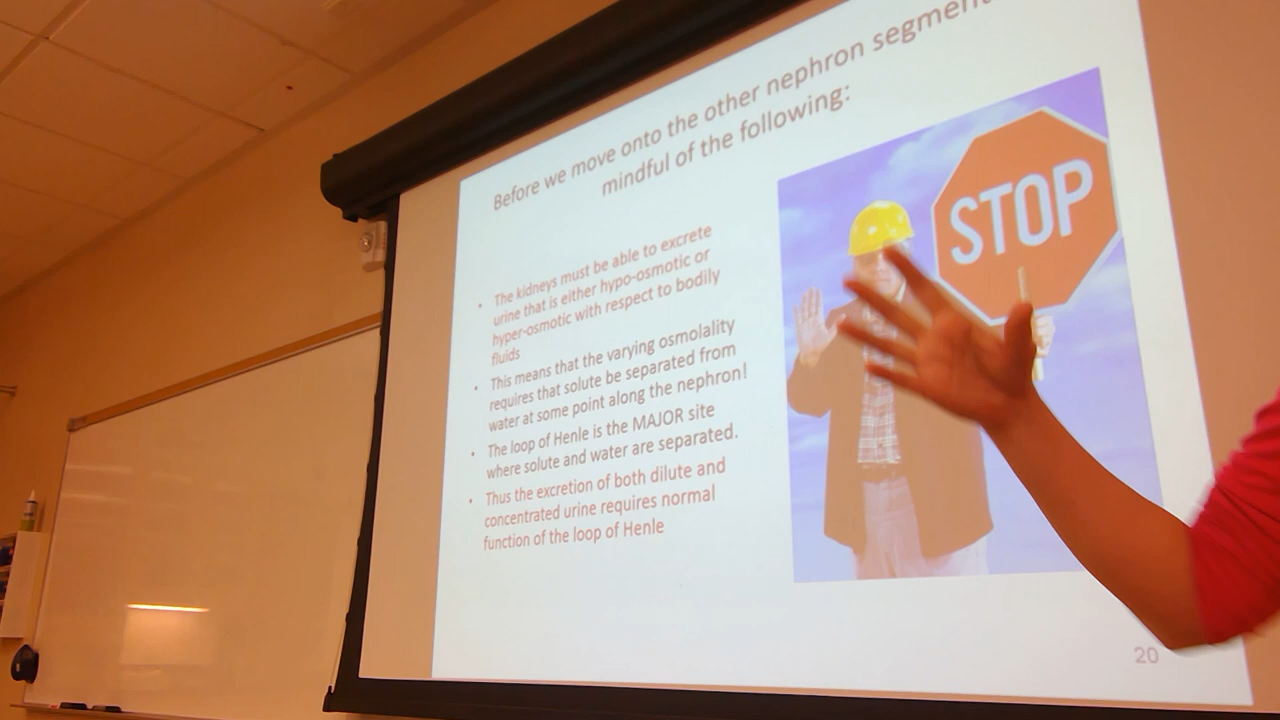 Before we move onto the other nephron segment
mindful of the following:
STOP
• The kidneys must be able to excrete
urine that is either hypo-osmotic or
hyper-osmotic with respect to bodily
fluids
• This means that the varying osmolality
requires that solute be separated from
water at some point along the nephron!
• The loop of Henle is the MAJOR site
where solute and water are separated.
• Thus the excretion of both dilute and
concentrated urine requires normal
function of the loop of Henle
20